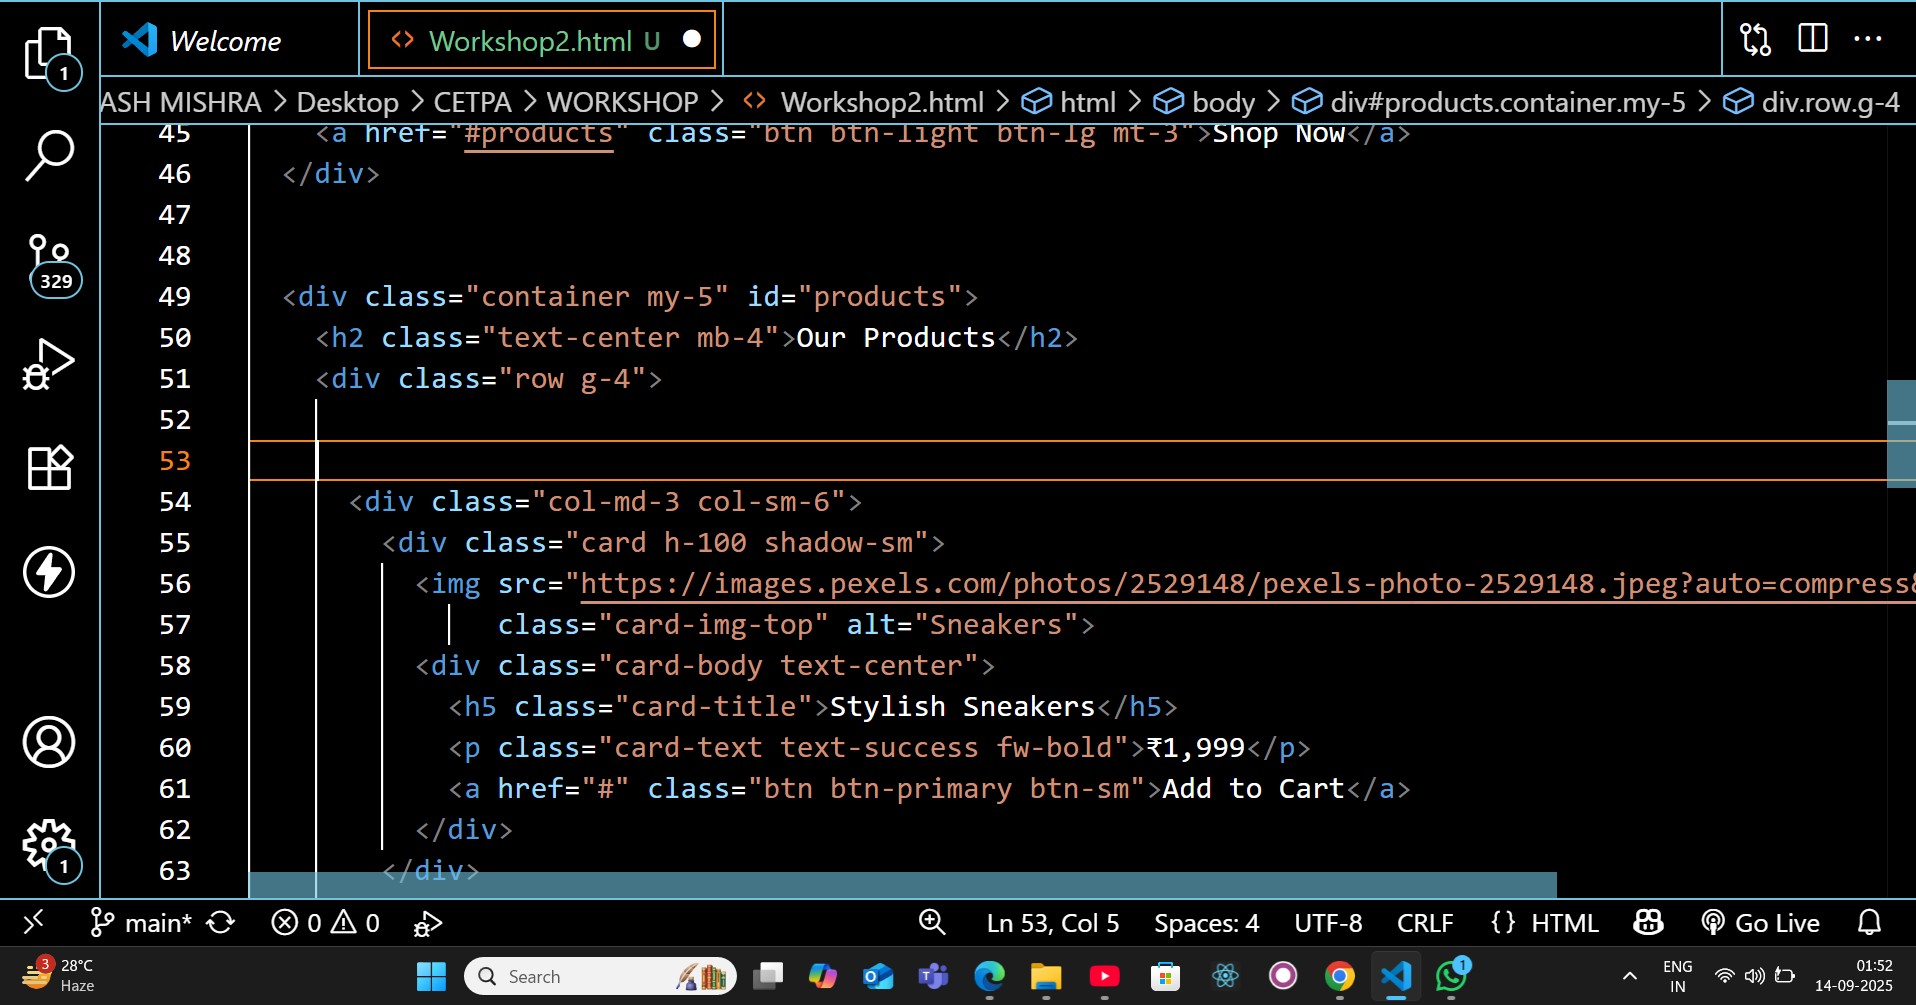 1
Welcome
Workshop2.html U
ASH MISHRA > Desktop > CETPA > WORKSHOP > Workshop2.html > html > body > div#products.container.my-5 > div.row.g-4
329
45 <a href="#products" class="btn btn-light btn-lg mt-3">Shop Now</a>
46 </div>
47
48
49 <div class="container my-5" id="products">
50 <h2 class="text-center mb-4">Our Products</h2>
51 <div class="row g-4">
52
53
54 <div class="col-md-3 col-sm-6">
55 <div class="card h-100 shadow-sm">
56 <img src="https://images.pexels.com/photos/2529148/pexels-photo-2529148.jpeg?auto=compress&
57 class="card-img-top" alt="Sneakers">
58 <div class="card-body text-center">
59 <h5 class="card-title">Stylish Sneakers</h5>
60 <p class="card-text text-success fw-bold">₹1,999</p>
61 <a href="#" class="btn btn-primary btn-sm">Add to Cart</a>
62 </div>
63 </div>
1
main* 0 0 Ln 53, Col 5 Spaces: 4 UTF-8 CRLF {} HTML Go Live
3
28°C
Haze
Search
1
ENG
IN
01:52
14-09-2025